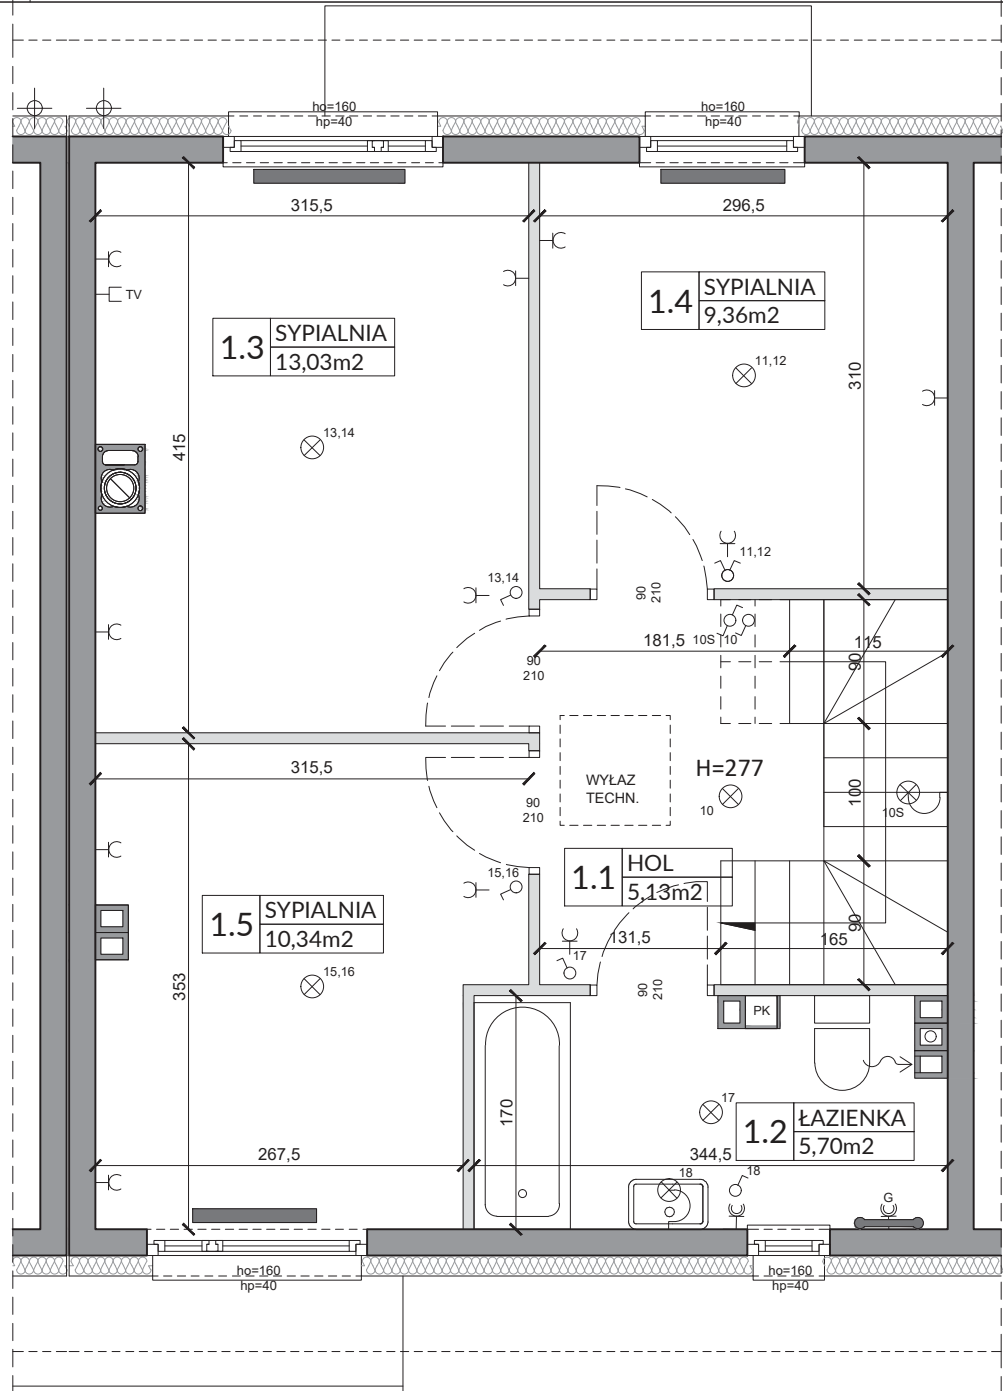 ho=160
hp=40
ho=160
hp=40
315,5
296,5
TV
1.3
SYPIALNIA
13,03m2
1.4
SYPIALNIA
9,36m2
11,12
310
13,14
415
11,12
13,14
90
210
181,5
10S
10
115
90
90
210
315,5
WYŁAZ
TECHN.
H=277
10
100
10S
90
210
1.1
HOL
5,13m2
15,16
1.5
SYPIALNIA
10,34m2
131,5
165
90
17
15,16
353
90
210
PK
170
17
1.2
ŁAZIENKA
5,70m2
267,5
344,5
18
18
G
ho=160
hp=40
ho=160
hp=40